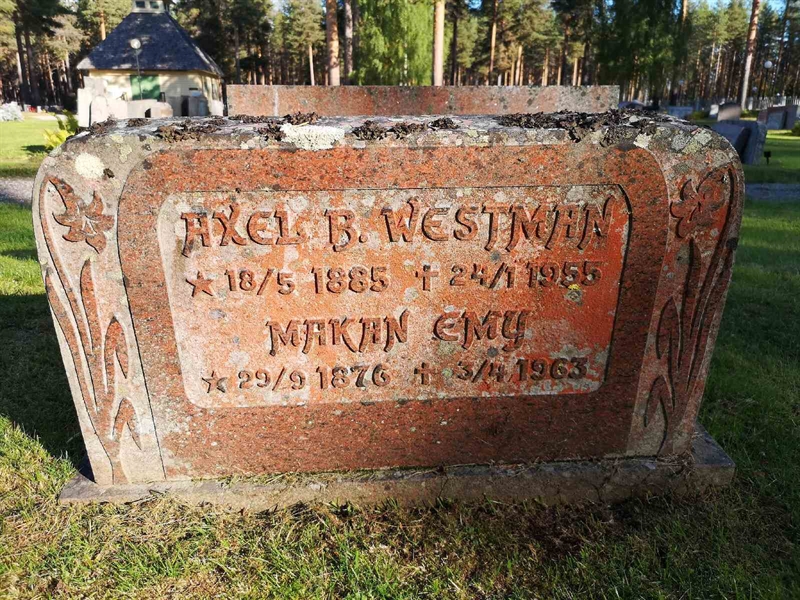 AXEL B. WESTMAN
* 18/5 1885 † 24/1 1955
MAKAN EMY
* 29/9 1876 † 3/4 1963